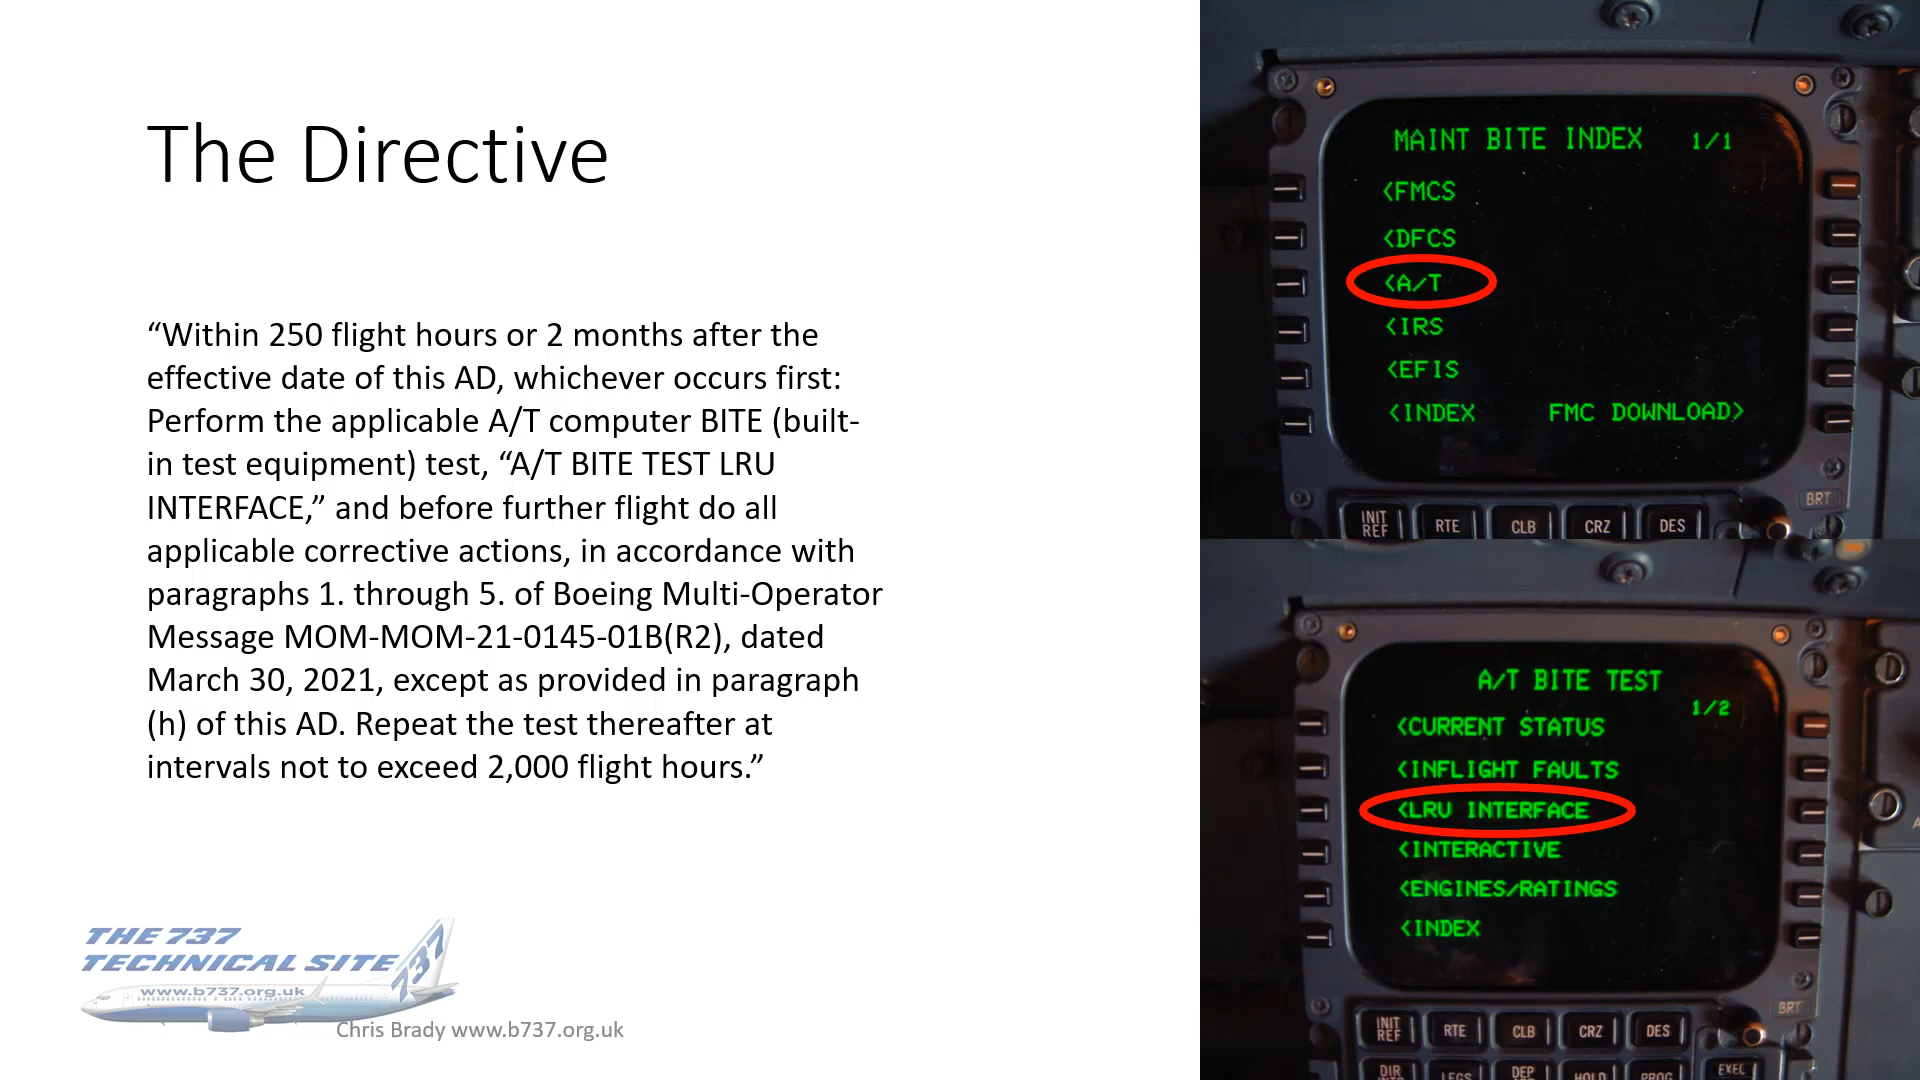 The Directive
“Within 250 flight hours or 2 months after the
effective date of this AD, whichever occurs first:
Perform the applicable A/T computer BITE (built-
in test equipment) test, “A/T BITE TEST LRU
INTERFACE,” and before further flight do all
applicable corrective actions, in accordance with
paragraphs 1. through 5. of Boeing Multi-Operator
Message MOM-MOM-21-0145-01B(R2), dated
March 30, 2021, except as provided in paragraph
(h) of this AD. Repeat the test thereafter at
intervals not to exceed 2,000 flight hours.”
THE 737
TECHNICAL SITE
737
www.b737.org.uk
Chris Brady www.b737.org.uk
MAINT BITE INDEX 1/1
<FMCS
<DFCS
<A/T
<IRS
<EFIS
<INDEX FMC DOWNLOAD>
BRT
INIT REF RTE CLB CRZ DES
A/T BITE TEST
1/2
<CURRENT STATUS
<INFLIGHT FAULTS
<LRU INTERFACE
<INTERACTIVE
<ENGINES/RATINGS
<INDEX
BRT
INIT REF RTE CLB CRZ DES
DIR LEGS DEP HOLD PROG EXEC